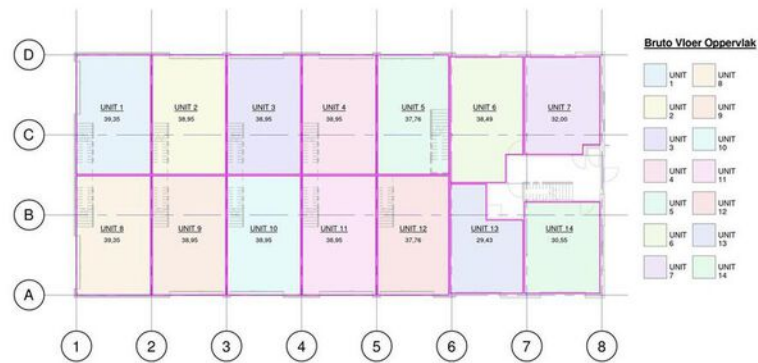 Bruto Vloer Oppervlak
D
C
B
A
UNIT 1
39,35
UNIT 2
38,95
UNIT 3
38,95
UNIT 4
38,95
UNIT 5
37,76
UNIT 6
38,49
UNIT 7
32,00
UNIT 8
39,35
UNIT 9
38,95
UNIT 10
38,95
UNIT 11
38,95
UNIT 12
37,76
UNIT 13
29,43
UNIT 14
30,55
1 2 3 4 5 6 7 8
UNIT
1
UNIT
8
UNIT
2
UNIT
9
UNIT
3
UNIT
10
UNIT
4
UNIT
11
UNIT
5
UNIT
12
UNIT
6
UNIT
13
UNIT
7
UNIT
14